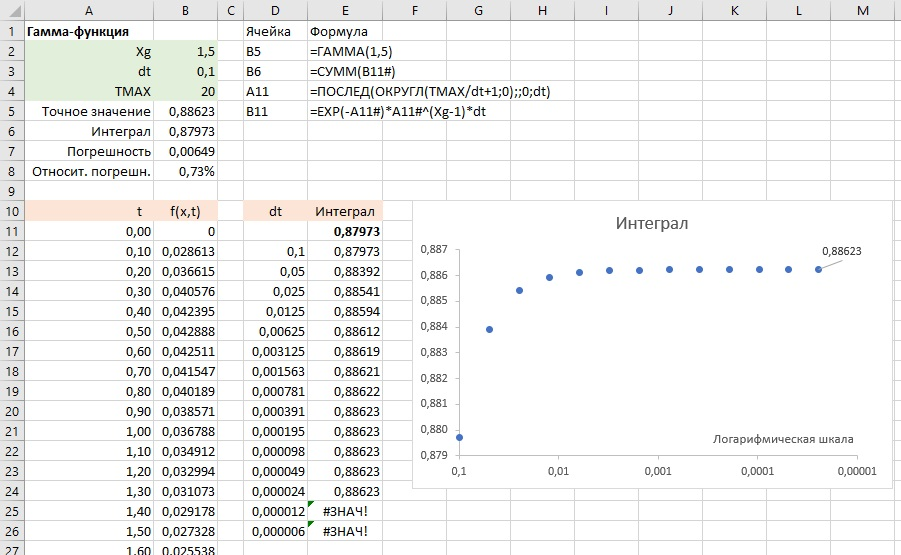 A B C D E F G H I J K L M
1 Гамма-функция Ячейка Формула
2 Xg 1,5 B5 =ГАММА(1,5)
3 dt 0,1 B6 =СУММ(B11#)
4 TMAX 20 A11 =ПОСЛЕД(ОКРУГЛ(TMAX/dt+1;0);;0;dt)
5 Точное значение 0,88623 B11 =EXP(-A11#)*A11#^(Xg-1)*dt
6 Интеграл 0,87973
7 Погрешность 0,00649
8 Относит. погрешн. 0,73%
9
10 t f(x,t) dt Интеграл
11 0,00 0 0,87973
12 0,10 0,028613 0,1 0,87973
13 0,20 0,036615 0,05 0,88392
14 0,30 0,040576 0,025 0,88541
15 0,40 0,042395 0,0125 0,88594
16 0,50 0,042888 0,00625 0,88612
17 0,60 0,042511 0,003125 0,88619
18 0,70 0,041547 0,001563 0,88621
19 0,80 0,040189 0,000781 0,88622
20 0,90 0,038571 0,000391 0,88623
21 1,00 0,036788 0,000195 0,88623
22 1,10 0,034912 0,000098 0,88623
23 1,20 0,032994 0,000049 0,88623
24 1,30 0,031073 0,000024 0,88623
25 1,40 0,029178 0,000012 #ЗНАЧ!
26 1,50 0,027328 0,000006 #ЗНАЧ!
27 1,60 0,025538
Интеграл
0,887
0,886
0,885
0,884
0,883
0,882
0,881
0,880
0,879
0,88623
Логарифмическая шкала
0,1 0,01 0,001 0,0001 0,00001